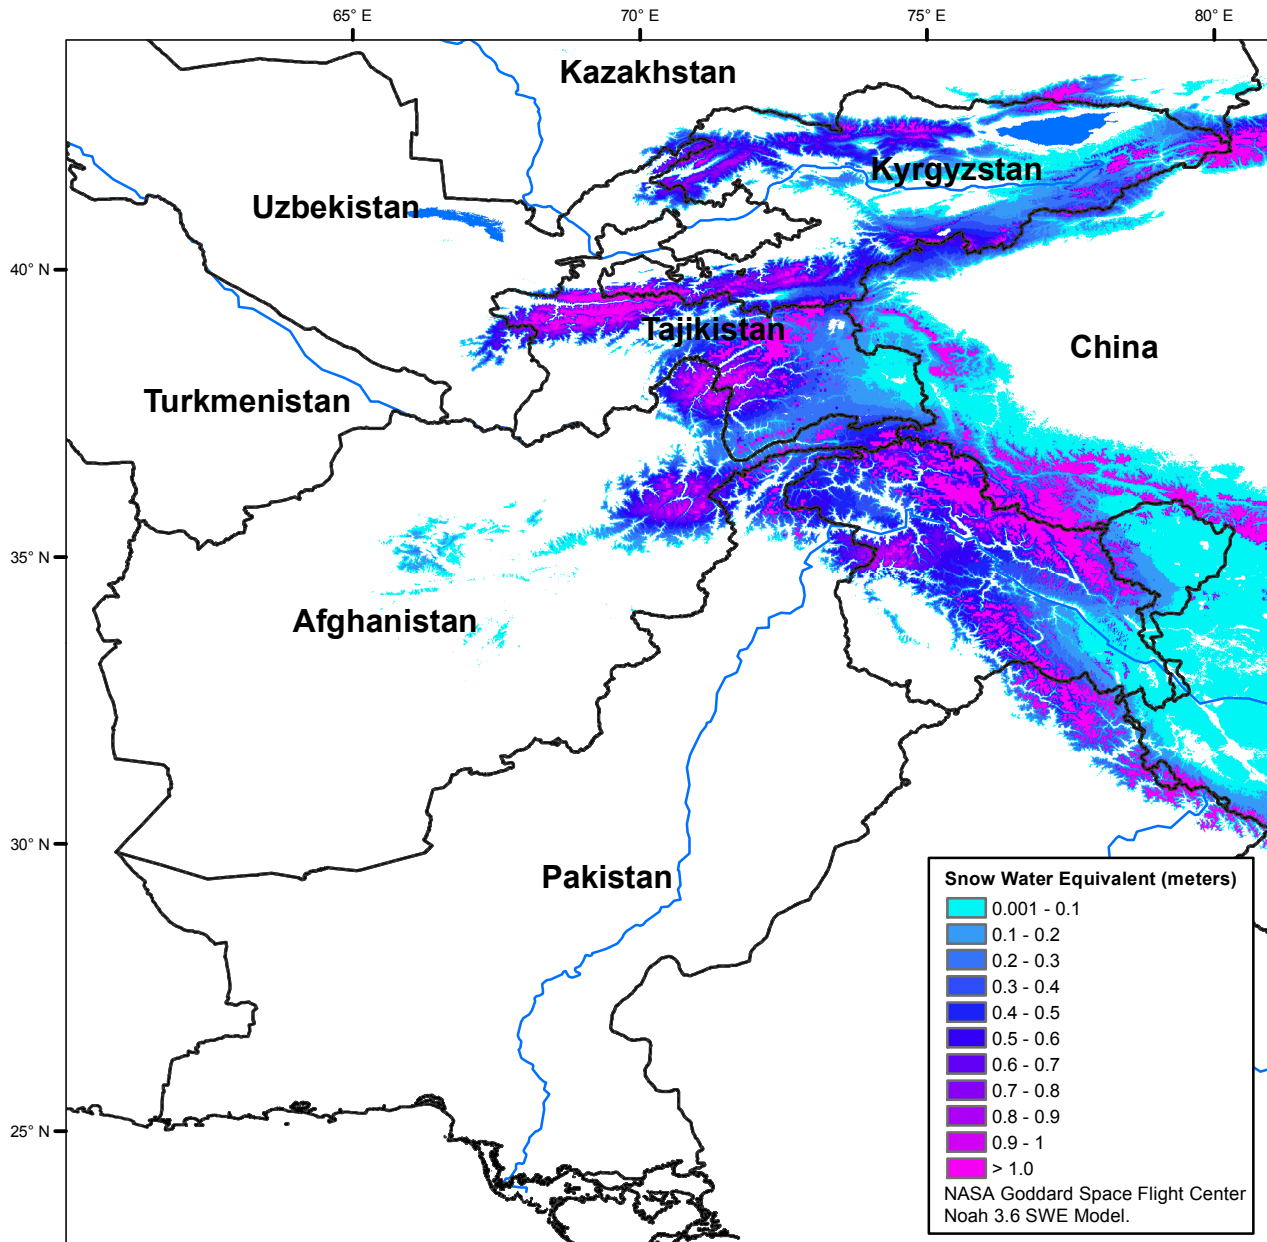 65° E
70° E
75° E
80° E
Kazakhstan
Kyrgyzstan
Uzbekistan
40° N
Tajikistan
China
Turkmenistan
35° N
Afghanistan
30° N
Pakistan
25° N
Snow Water Equivalent (meters)
0.001 - 0.1
0.1 - 0.2
0.2 - 0.3
0.3 - 0.4
0.4 - 0.5
0.5 - 0.6
0.6 - 0.7
0.7 - 0.8
0.8 - 0.9
0.9 - 1
> 1.0
NASA Goddard Space Flight Center
Noah 3.6 SWE Model.